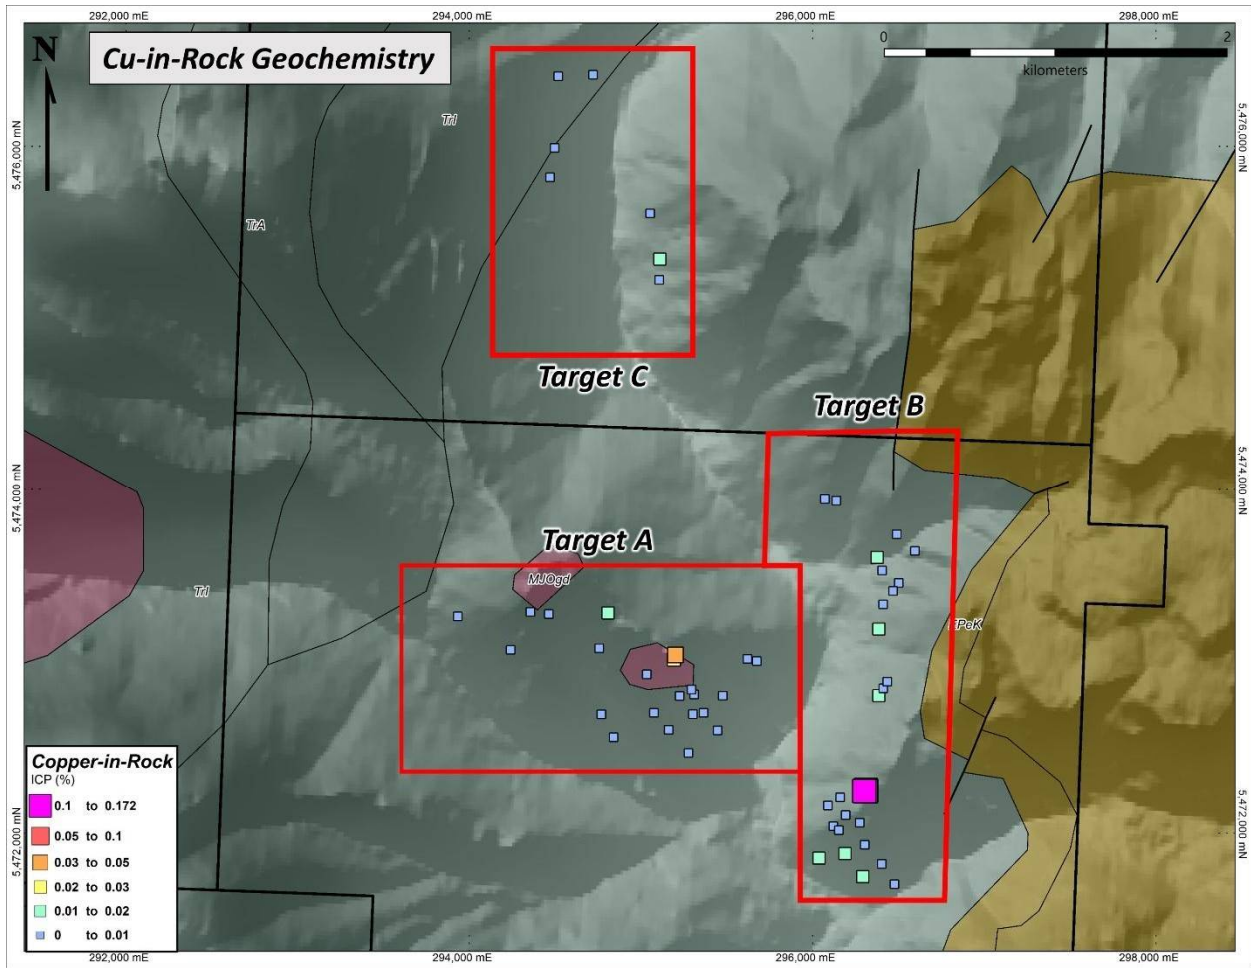 292,000 mE
294,000 mE
296,000 mE
298,000 mE
N
Cu-in-Rock Geochemistry
0
2
kilometers
TrI
TrA
5,476,000 mN
5,476,000 mN
Target C
Target B
5,474,000 mN
5,474,000 mN
Target A
MJOgd
TrI
PeK
5,472,000 mN
5,472,000 mN
Copper-in-Rock
ICP (%)
0.1 to 0.172
0.05 to 0.1
0.03 to 0.05
0.02 to 0.03
0.01 to 0.02
0 to 0.01
292,000 mE
294,000 mE
296,000 mE
298,000 mE